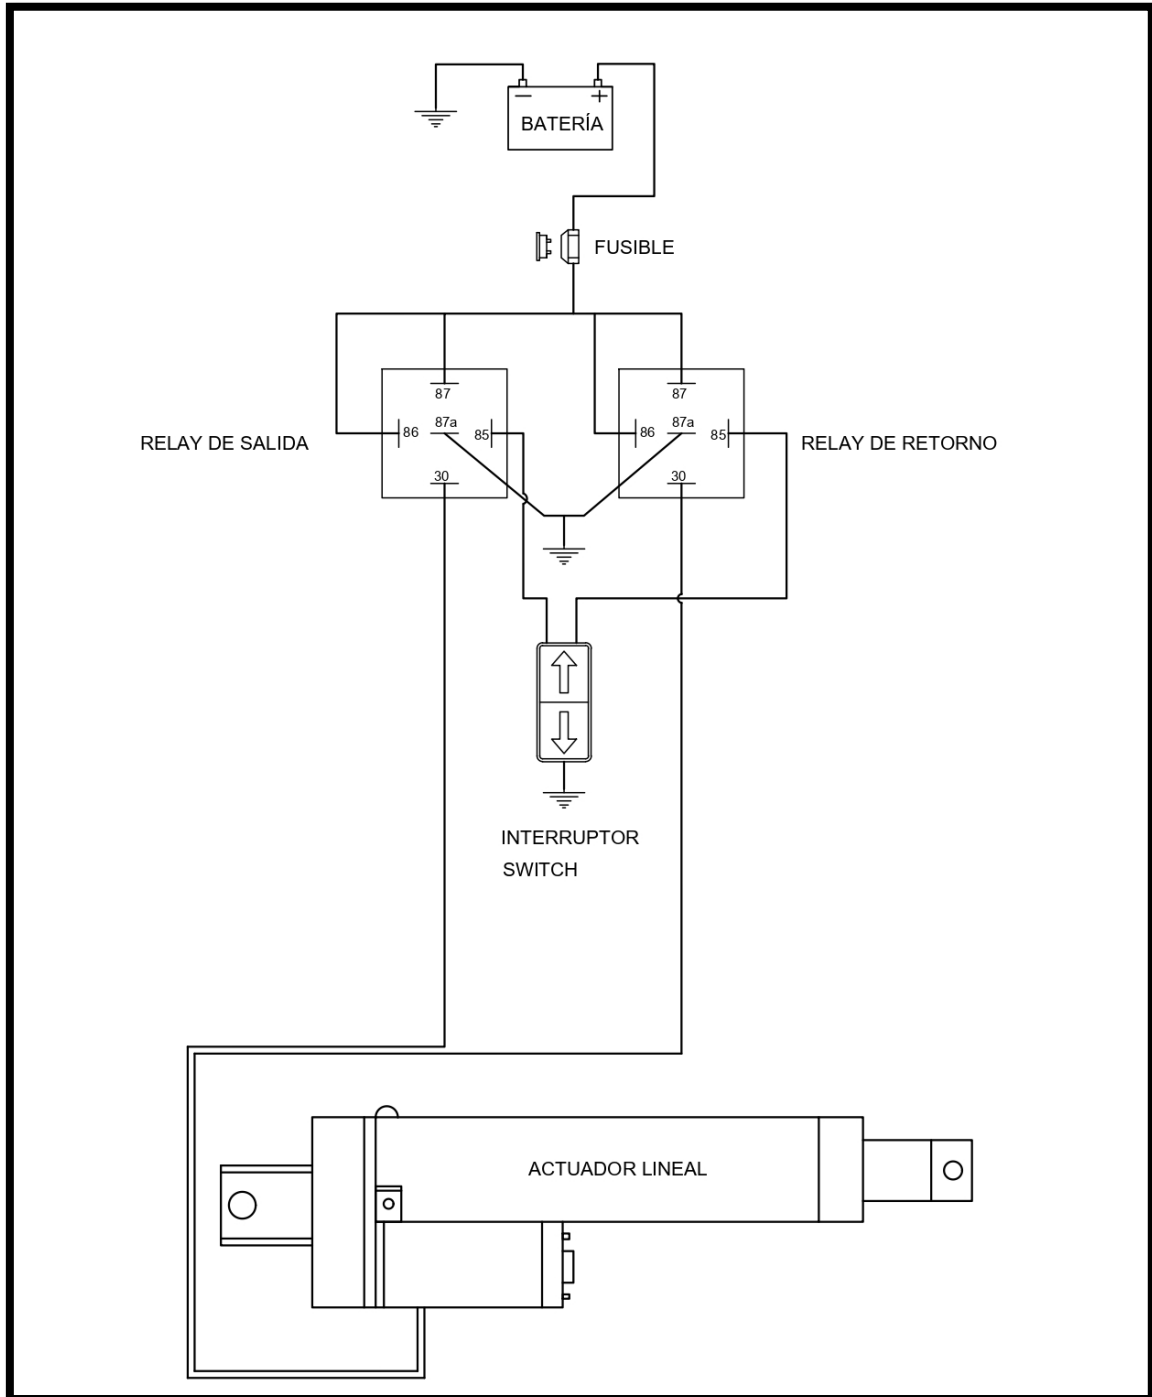 BATERÍA
FUSIBLE
87
87
87a
87a
86
85
86
85
RELAY DE SALIDA
RELAY DE RETORNO
30
30
INTERRUPTOR
SWITCH
ACTUADOR LINEAL